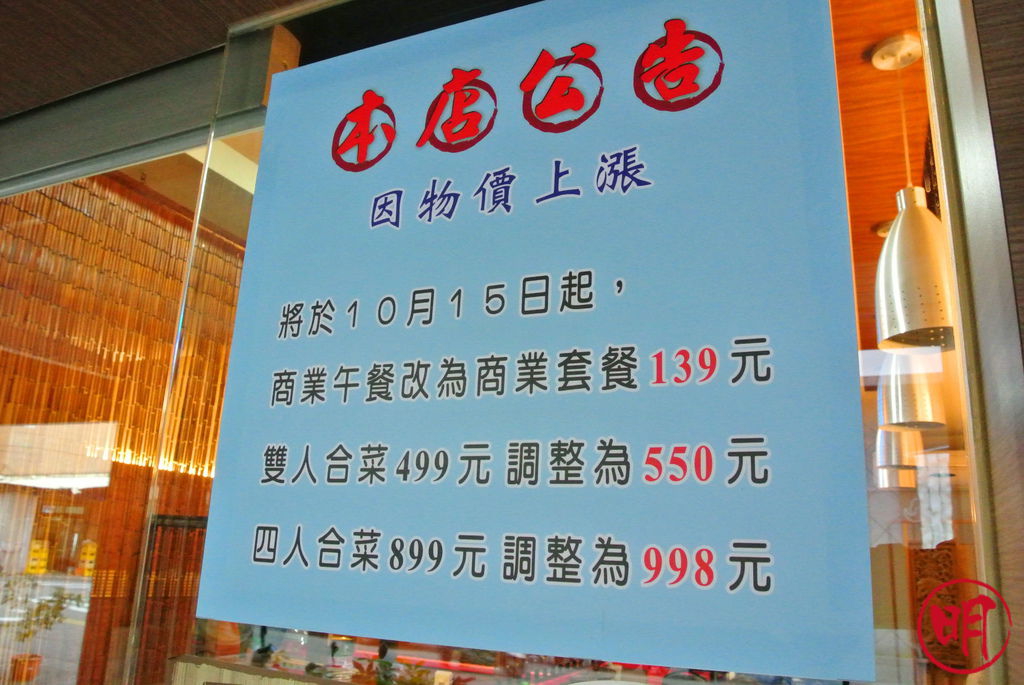 本店公告
因物價上漲
將於１０月１５日起，
商業午餐改為商業套餐139元
雙人合菜499元 調整為550元
四人合菜899元 調整為998元
明